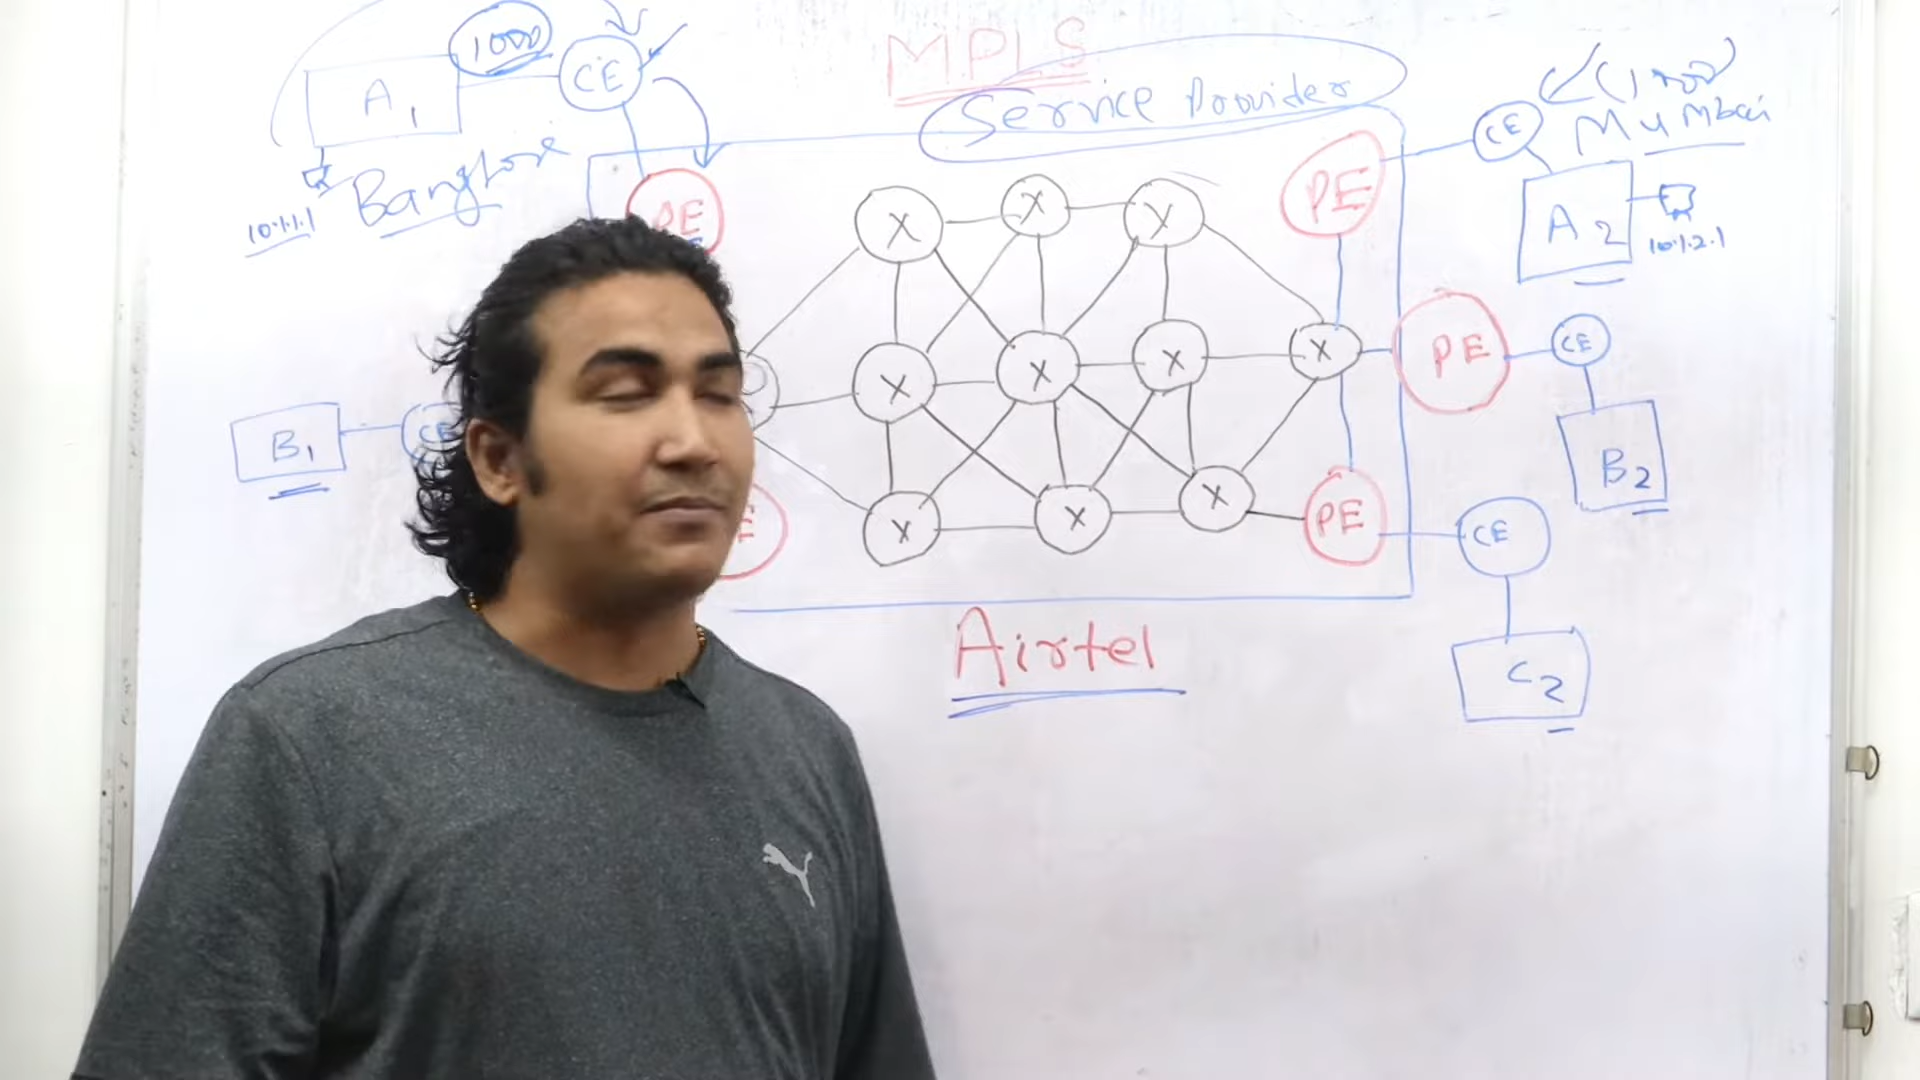 MPLS
Service Provider
1000
CE
A1
Banglore
10.1.1.1
PE
X X X
PE
CE
Mumbai
A2
10.1.2.1
B1
CE
X X X X
PE
CE
B2
E
X X X
PE
CE
C2
Airtel